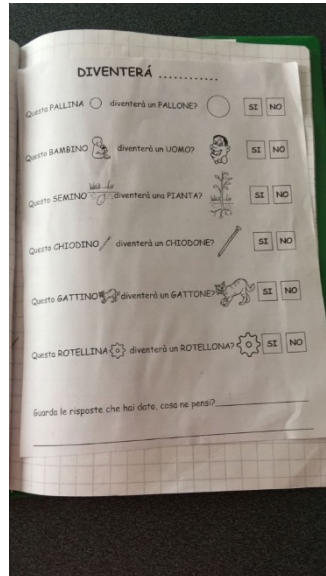 DIVENTERÁ ............
Questa PALLINA diventerà un PALLONE? SI NO
Questo BAMBINO diventerà un UOMO? SI NO
Questo SEMINO diventerà una PIANTA? SI NO
Questo CHIODINO diventerà un CHIODONE? SI NO
Questo GATTINO diventerà un GATTONE? SI NO
Questa ROTELLINA diventerà un ROTELLONA? SI NO
Guarda le risposte che hai dato, cosa ne pensi?